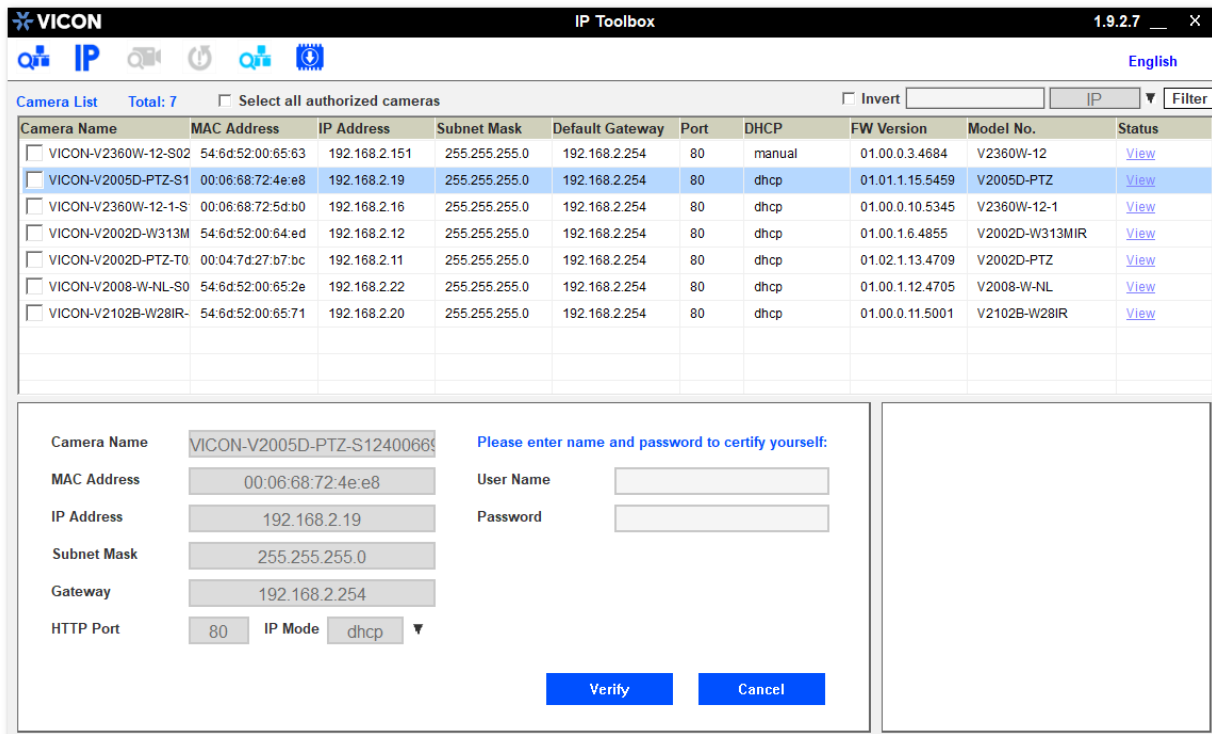 VICON IP Toolbox 1.9.2.7
IP
English
Camera List Total: 7 Select all authorized cameras Invert IP Filter
Camera Name MAC Address IP Address Subnet Mask Default Gateway Port DHCP FW Version Model No. Status
VICON-V2360W-12-S02 54:6d:52:00:65:63 192.168.2.151 255.255.255.0 192.168.2.254 80 manual 01.00.0.3.4684 V2360W-12 View
VICON-V2005D-PTZ-S1 00:06:68:72:4e:e8 192.168.2.19 255.255.255.0 192.168.2.254 80 dhcp 01.01.1.15.5459 V2005D-PTZ View
VICON-V2360W-12-1-S 00:06:68:72:5d:b0 192.168.2.16 255.255.255.0 192.168.2.254 80 dhcp 01.00.0.10.5345 V2360W-12-1 View
VICON-V2002D-W313M 54:6d:52:00:64:ed 192.168.2.12 255.255.255.0 192.168.2.254 80 dhcp 01.00.1.6.4855 V2002D-W313MIR View
VICON-V2002D-PTZ-T0 00:04:7d:27:b7:bc 192.168.2.11 255.255.255.0 192.168.2.254 80 dhcp 01.02.1.13.4709 V2002D-PTZ View
VICON-V2008-W-NL-S0 54:6d:52:00:65:2e 192.168.2.22 255.255.255.0 192.168.2.254 80 dhcp 01.00.1.12.4705 V2008-W-NL View
VICON-V2102B-W28IR- 54:6d:52:00:65:71 192.168.2.20 255.255.255.0 192.168.2.254 80 dhcp 01.00.0.11.5001 V2102B-W28IR View
Camera Name VICON-V2005D-PTZ-S12400669
MAC Address 00:06:68:72:4e:e8
IP Address 192.168.2.19
Subnet Mask 255.255.255.0
Gateway 192.168.2.254
HTTP Port 80 IP Mode dhcp
Please enter name and password to certify yourself:
User Name
Password
Verify Cancel